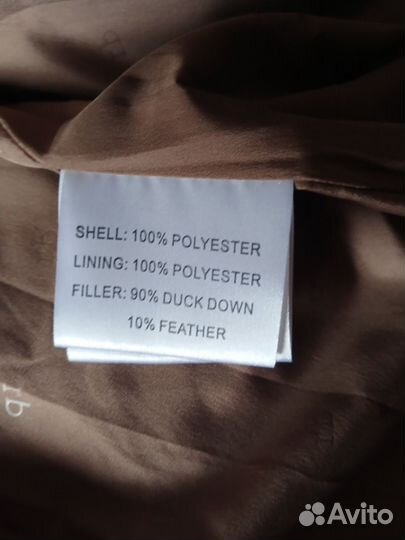 SHELL: 100% POLYESTER
LINING: 100% POLYESTER
FILLER: 90% DUCK DOWN
10% FEATHER
Avito